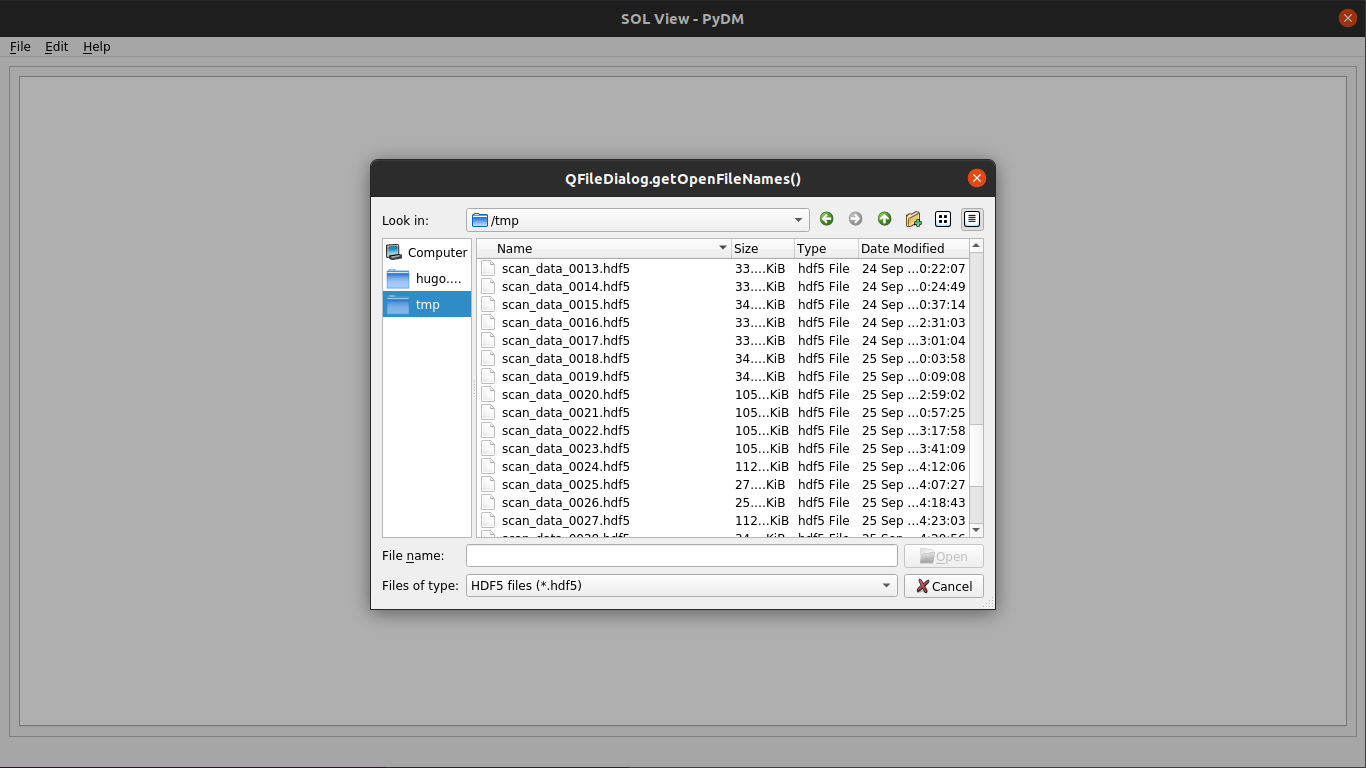 SOL View - PyDM
File Edit Help
QFileDialog.getOpenFileNames()
Look in: /tmp
Computer
hugo....
tmp
Name Size Type Date Modified
scan_data_0013.hdf5 33....KiB hdf5 File 24 Sep ...0:22:07
scan_data_0014.hdf5 33....KiB hdf5 File 24 Sep ...0:24:49
scan_data_0015.hdf5 34....KiB hdf5 File 24 Sep ...0:37:14
scan_data_0016.hdf5 33....KiB hdf5 File 24 Sep ...2:31:03
scan_data_0017.hdf5 33....KiB hdf5 File 24 Sep ...3:01:04
scan_data_0018.hdf5 34....KiB hdf5 File 25 Sep ...0:03:58
scan_data_0019.hdf5 34....KiB hdf5 File 25 Sep ...0:09:08
scan_data_0020.hdf5 105...KiB hdf5 File 25 Sep ...2:59:02
scan_data_0021.hdf5 105...KiB hdf5 File 25 Sep ...0:57:25
scan_data_0022.hdf5 105...KiB hdf5 File 25 Sep ...3:17:58
scan_data_0023.hdf5 105...KiB hdf5 File 25 Sep ...3:41:09
scan_data_0024.hdf5 112...KiB hdf5 File 25 Sep ...4:12:06
scan_data_0025.hdf5 27....KiB hdf5 File 25 Sep ...4:07:27
scan_data_0026.hdf5 25....KiB hdf5 File 25 Sep ...4:18:43
scan_data_0027.hdf5 112...KiB hdf5 File 25 Sep ...4:23:03
File name: Open
Files of type: HDF5 files (*.hdf5) Cancel